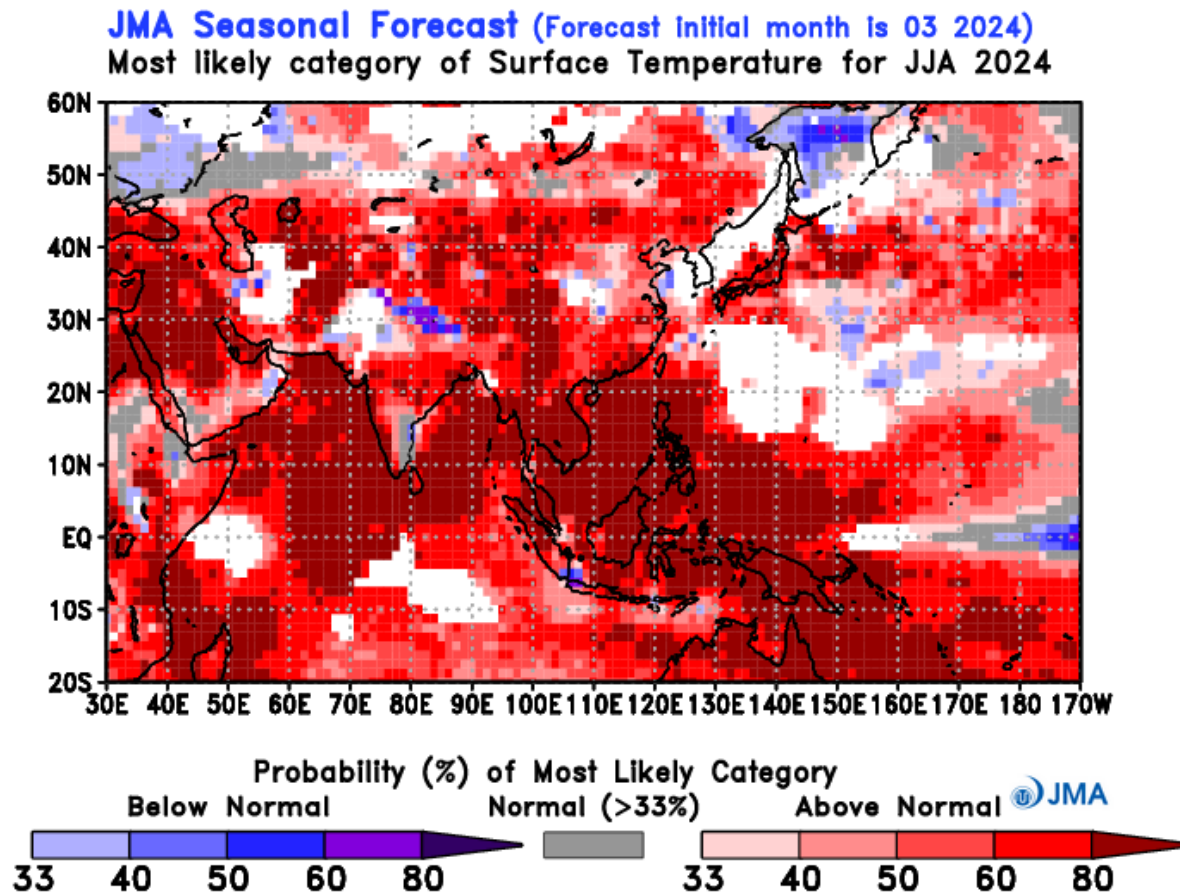 JMA Seasonal Forecast (Forecast initial month is 03 2024)
Most likely category of Surface Temperature for JJA 2024
60N
50N
40N
30N
20N
10N
EQ
10S
20S
30E 40E 50E 60E 70E 80E 90E 100E 110E 120E 130E 140E 150E 160E 170E 180 170W
Probability (%) of Most Likely Category
Below Normal Normal (>33%) Above Normal JMA
33 40 50 60 80 33 40 50 60 80